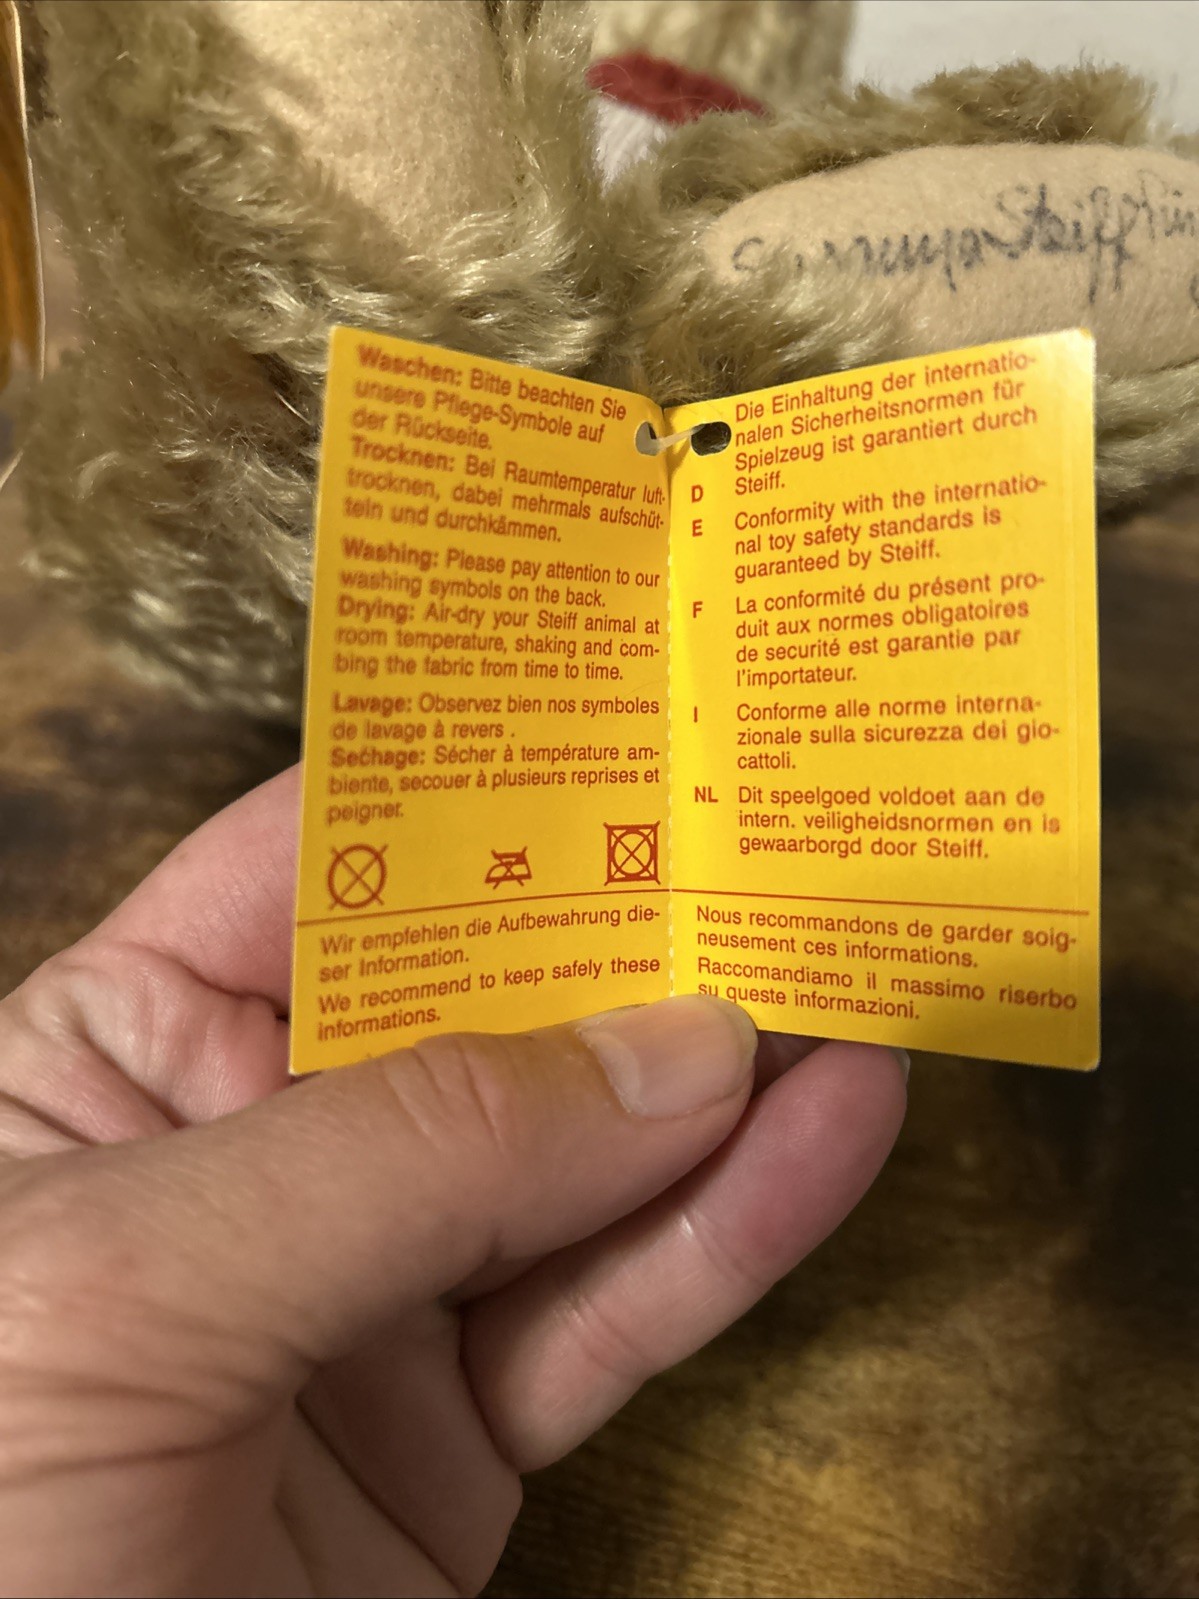 Steiff
Waschen: Bitte beachten Sie
unsere Pflege-Symbole auf
der Rückseite.
Trocknen: Bei Raumtemperatur luft-
trocknen, dabei mehrmals aufschüt-
teln und durchkämmen.
Washing: Please pay attention to our
washing symbols on the back.
Drying: Air-dry your Steiff animal at
room temperature, shaking and com-
bing the fabric from time to time.
Lavage: Observez bien nos symboles
de lavage à revers .
Sechage: Sécher à température am-
biente, secouer à plusieurs reprises et
peigner.
Wir empfehlen die Aufbewahrung die-
ser Information.
We recommend to keep safely these
informations.
Die Einhaltung der internatio-
nalen Sicherheitsnormen für
Spielzeug ist garantiert durch
D Steiff.
E Conformity with the internatio-
nal toy safety standards is
guaranteed by Steiff.
F La conformité du présent pro-
duit aux normes obligatoires
de securité est garantie par
l'importateur.
I Conforme alle norme interna-
zionale sulla sicurezza dei gio-
cattoli.
NL Dit speelgoed voldoet aan de
intern. veiligheidsnormen en is
gewaarborgd door Steiff.
Nous recommandons de garder soig-
neusement ces informations.
Raccomandiamo il massimo riserbo
su queste informazioni.